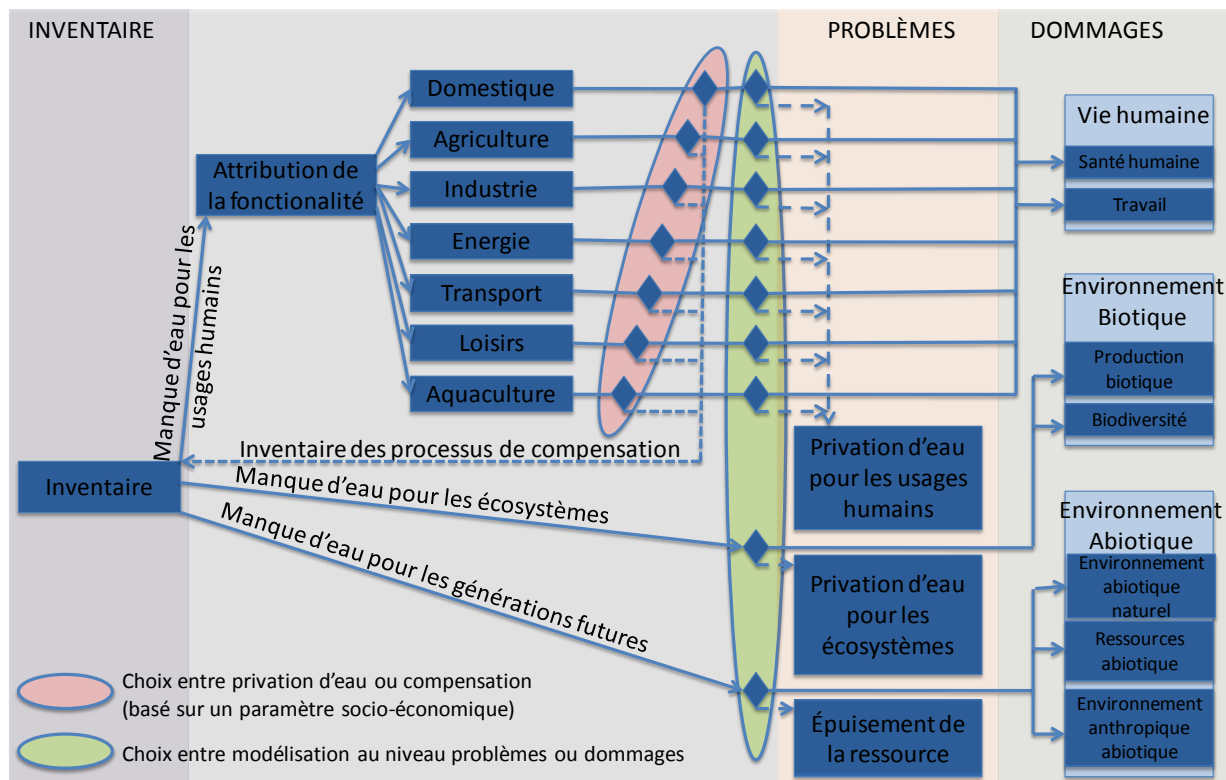 INVENTAIRE
PROBLÈMES
DOMMAGES
Domestique
Agriculture
Industrie
Energie
Transport
Loisirs
Aquaculture
Attribution de
la fonctionalité
Manque d'eau pour les
usages humains
Inventaire
Inventaire des processus de compensation
Manque d'eau pour les écosystèmes
Manque d'eau pour les générations futures
Privation d'eau
pour les usages
humains
Privation d'eau
pour les
écosystèmes
Épuisement de
la ressource
Vie humaine
Santé humaine
Travail
Environnement
Biotique
Production
biotique
Biodiversité
Environnement
Abiotique
Environnement
abiotique
naturel
Ressources
abiotique
Environnement
anthropique
abiotique
Choix entre privation d'eau ou compensation
(basé sur un paramètre socio-économique)
Choix entre modélisation au niveau problèmes ou dommages